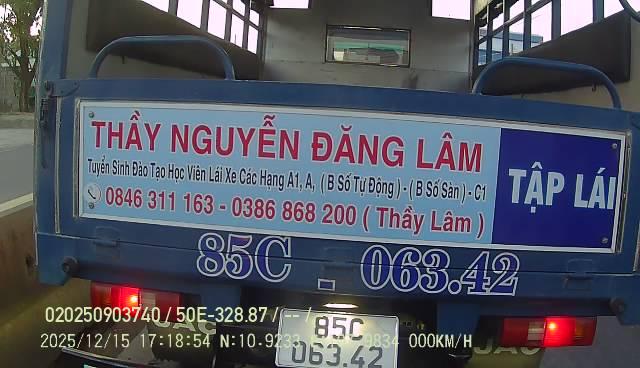 THẦY NGUYỄN ĐĂNG LÂM
Tuyển Sinh Đào Tạo Học Viên Lái Xe Các Hạng A1, A, ( B Số Tự Động ) - ( B Số Sàn ) - C1
0846 311 163 - 0386 868 200 ( Thầy Lâm )
TẬP LÁI
85C - 063.42
85C
063.42
JAC
020250903740 / 50E-328.87 / -- /
2025/12/15 17:18:54 N:10.9233 9834 000KM/H